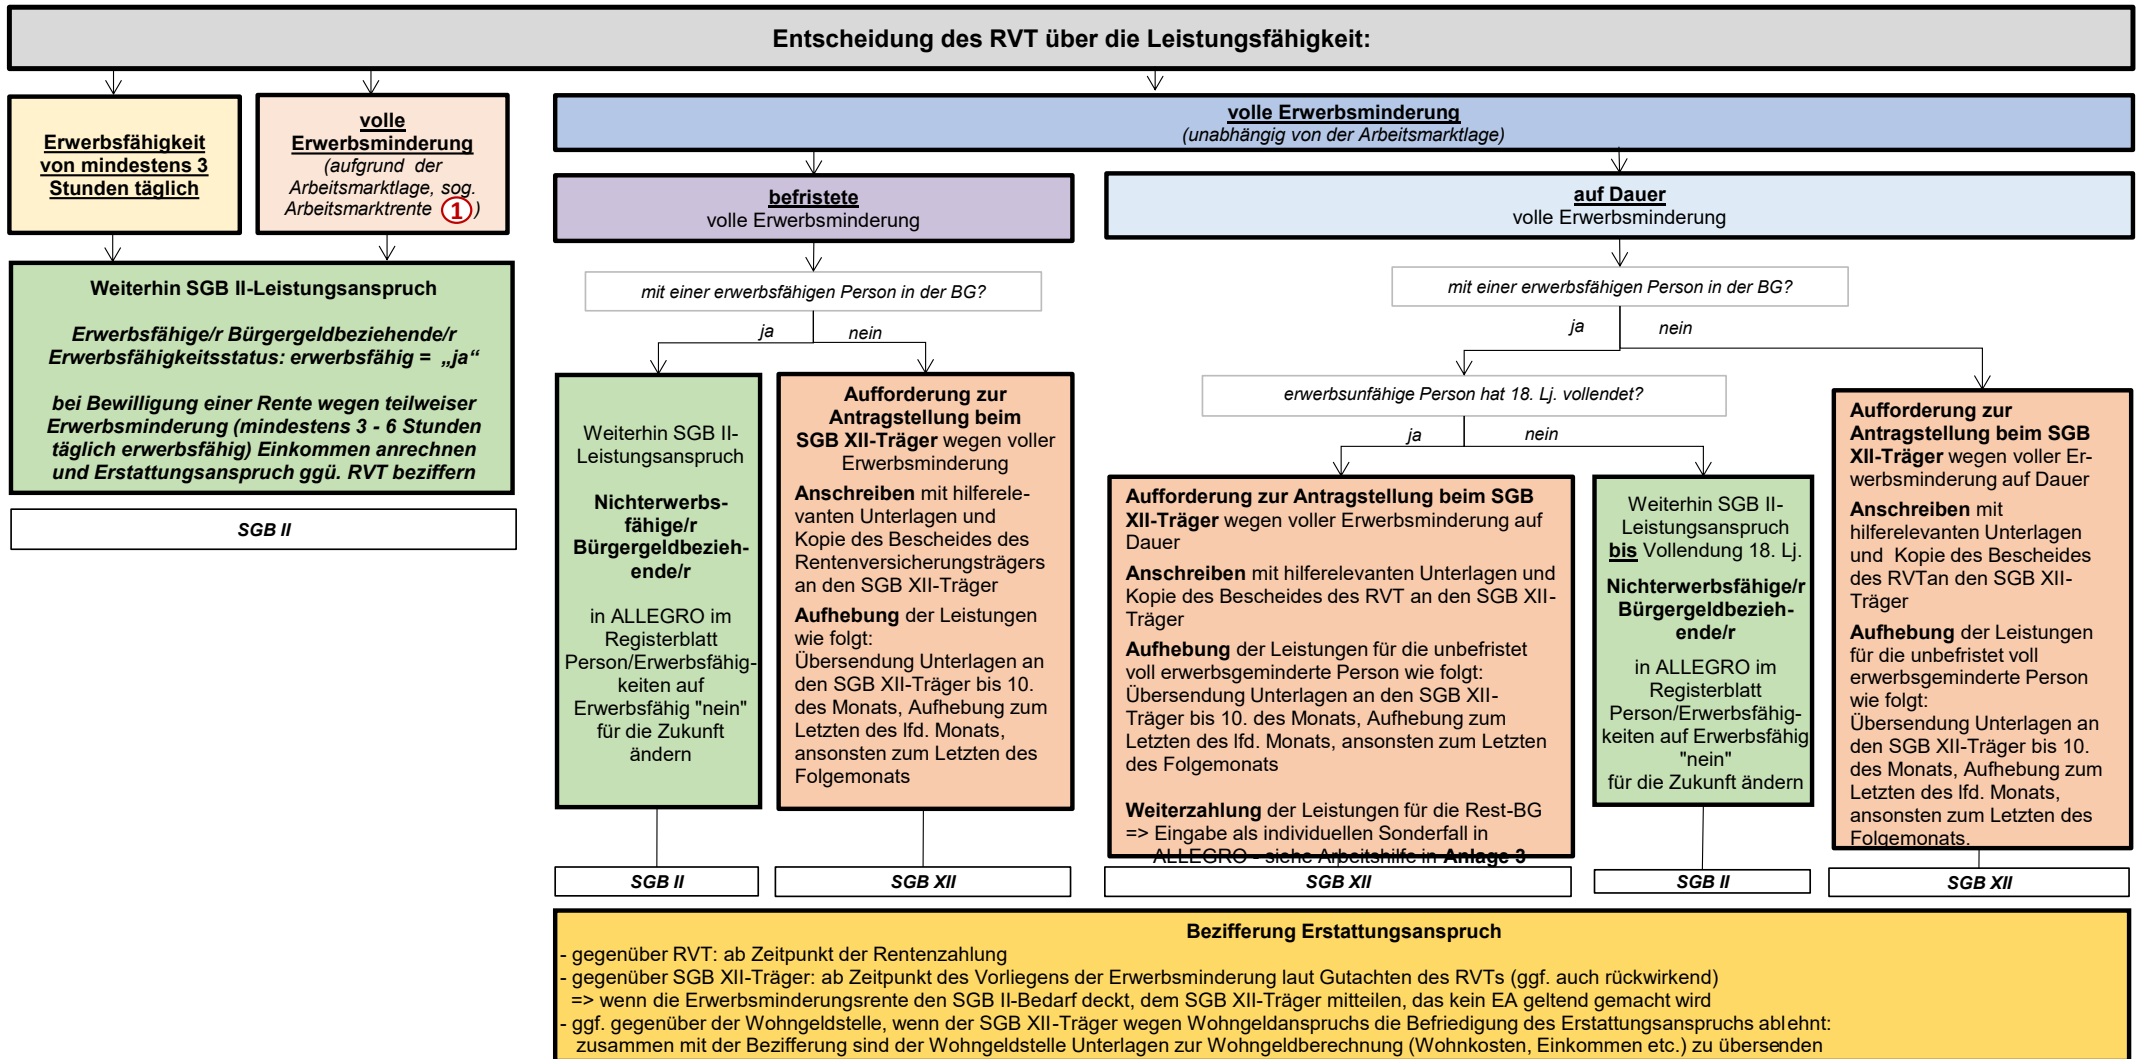 Entscheidung des RVT über die Leistungsfähigkeit:
Erwerbsfähigkeit
von mindestens 3
Stunden täglich
volle
Erwerbsminderung
(aufgrund der
Arbeitsmarktlage, sog.
Arbeitsmarktrente 1)
volle Erwerbsminderung
(unabhängig von der Arbeitsmarktlage)
befristete
volle Erwerbsminderung
auf Dauer
volle Erwerbsminderung
Weiterhin SGB II-Leistungsanspruch
Erwerbsfähige/r Bürgergeldbeziehende/r
Erwerbsfähigkeitsstatus: erwerbsfähig = „ja“
bei Bewilligung einer Rente wegen teilweiser
Erwerbsminderung (mindestens 3 - 6 Stunden
täglich erwerbsfähig) Einkommen anrechnen
und Erstattungsanspruch ggü. RVT beziffern
SGB II
mit einer erwerbsfähigen Person in der BG?
ja
nein
mit einer erwerbsfähigen Person in der BG?
ja
nein
erwerbsunfähige Person hat 18. Lj. vollendet?
ja
nein
Weiterhin SGB II-
Leistungsanspruch
Nichterwerbs-
fähige/r
Bürgergeldbezieh-
ende/r
in ALLEGRO im
Registerblatt
Person/Erwerbsfähig-
keiten auf
Erwerbsfähig "nein"
für die Zukunft
ändern
SGB II
Aufforderung zur
Antragstellung beim
SGB XII-Träger wegen voller
Erwerbsminderung
Anschreiben mit hilferele-
vanten Unterlagen und
Kopie des Bescheides des
Rentenversicherungsträgers
an den SGB XII-Träger
Aufhebung der Leistungen
wie folgt:
Übersendung Unterlagen an
den SGB XII-Träger bis 10.
des Monats, Aufhebung zum
Letzten des lfd. Monats,
ansonsten zum Letzten des
Folgemonats
SGB XII
Aufforderung zur Antragstellung beim SGB
XII-Träger wegen voller Erwerbsminderung auf
Dauer
Anschreiben mit hilferelevanten Unterlagen und
Kopie des Bescheides des RVT an den SGB XII-
Träger
Aufhebung der Leistungen für die unbefristet
voll erwerbsgeminderte Person wie folgt:
Übersendung Unterlagen an den SGB XII-
Träger bis 10. des Monats, Aufhebung zum
Letzten des lfd. Monats, ansonsten zum Letzten
des Folgemonats
Weiterzahlung der Leistungen für die Rest-BG
=> Eingabe als individuellen Sonderfall in
ALLEGRO - siehe Arbeitshilfe in Anlage 3
SGB XII
Weiterhin SGB II-
Leistungsanspruch
bis Vollendung 18. Lj.
Nichterwerbsfähige/r
Bürgergeldbezieh-
ende/r
in ALLEGRO im
Registerblatt
Person/Erwerbsfähig-
keiten auf Erwerbsfähig
"nein"
für die Zukunft ändern
SGB II
Aufforderung zur
Antragstellung beim SGB
XII-Träger wegen voller Er-
werbsminderung auf Dauer
Anschreiben mit
hilferelevanten Unterlagen
und Kopie des Bescheides
des RVTan den SGB XII-
Träger
Aufhebung der Leistungen
für die unbefristet voll
erwerbsgeminderte Person
wie folgt:
Übersendung Unterlagen an
den SGB XII-Träger bis 10.
des Monats, Aufhebung zum
Letzten des lfd. Monats,
ansonsten zum Letzten des
Folgemonats.
SGB XII
Bezifferung Erstattungsanspruch
- gegenüber RVT: ab Zeitpunkt der Rentenzahlung
- gegenüber SGB XII-Träger: ab Zeitpunkt des Vorliegens der Erwerbsminderung laut Gutachten des RVTs (ggf. auch rückwirkend)
=> wenn die Erwerbsminderungsrente den SGB II-Bedarf deckt, dem SGB XII-Träger mitteilen, das kein EA geltend gemacht wird
- ggf. gegenüber der Wohngeldstelle, wenn der SGB XII-Träger wegen Wohngeldanspruchs die Befriedigung des Erstattungsanspruchs ablehnt:
zusammen mit der Bezifferung sind der Wohngeldstelle Unterlagen zur Wohngeldberechnung (Wohnkosten, Einkommen etc.) zu übersenden